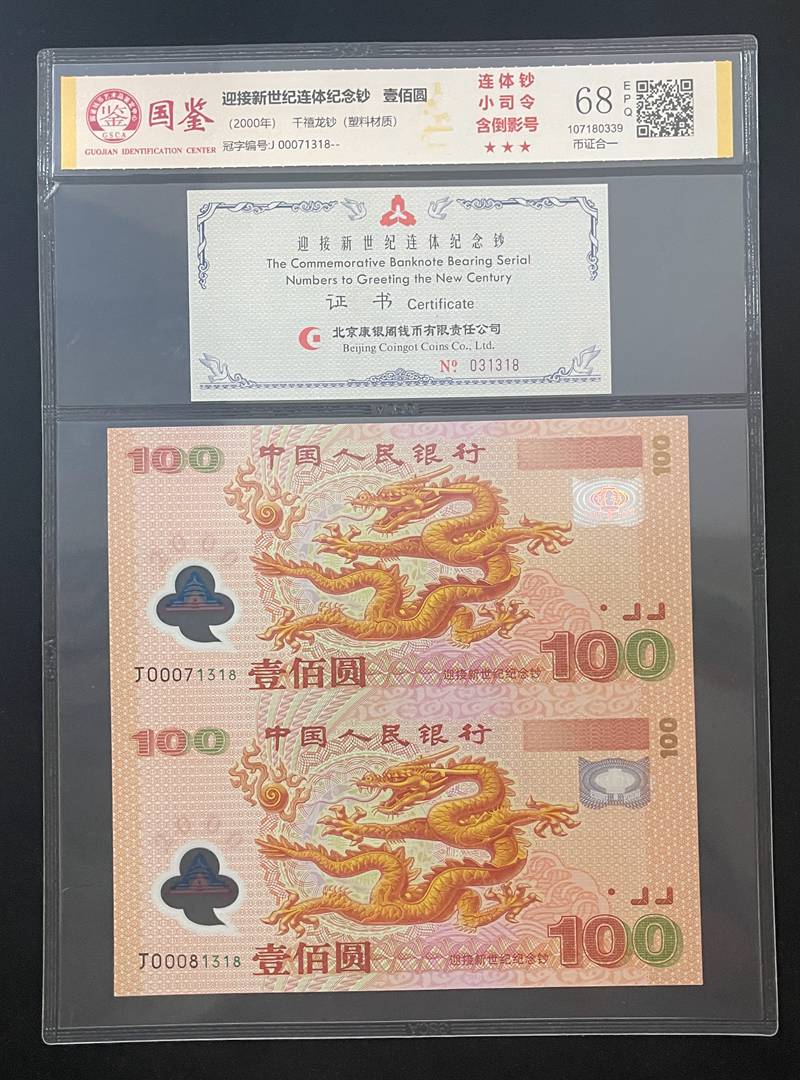 国鉴
GSCA
GUOJIAN IDENTIFICATION CENTER
迎接新世纪连体纪念钞 壹佰圆
(2000年) 千禧龙钞(塑料材质)
冠字编号:J 00071318--
连体钞
小司令
含倒影号
★★★
68 EPQ
107180339
币证合一
迎接新世纪连体纪念钞
The Commemorative Banknote Bearing Serial
Numbers to Greeting the New Century
证书 Certificate
北京康银阁钱币有限责任公司
Beijing Coingot Coins Co., Ltd.
Nº 031318
100 中国人民银行 100
2000
J00071318 壹佰圆 迎接新世纪纪念钞 100
100 中国人民银行 100
2000
J00081318 壹佰圆 迎接新世纪纪念钞 100
GSCA